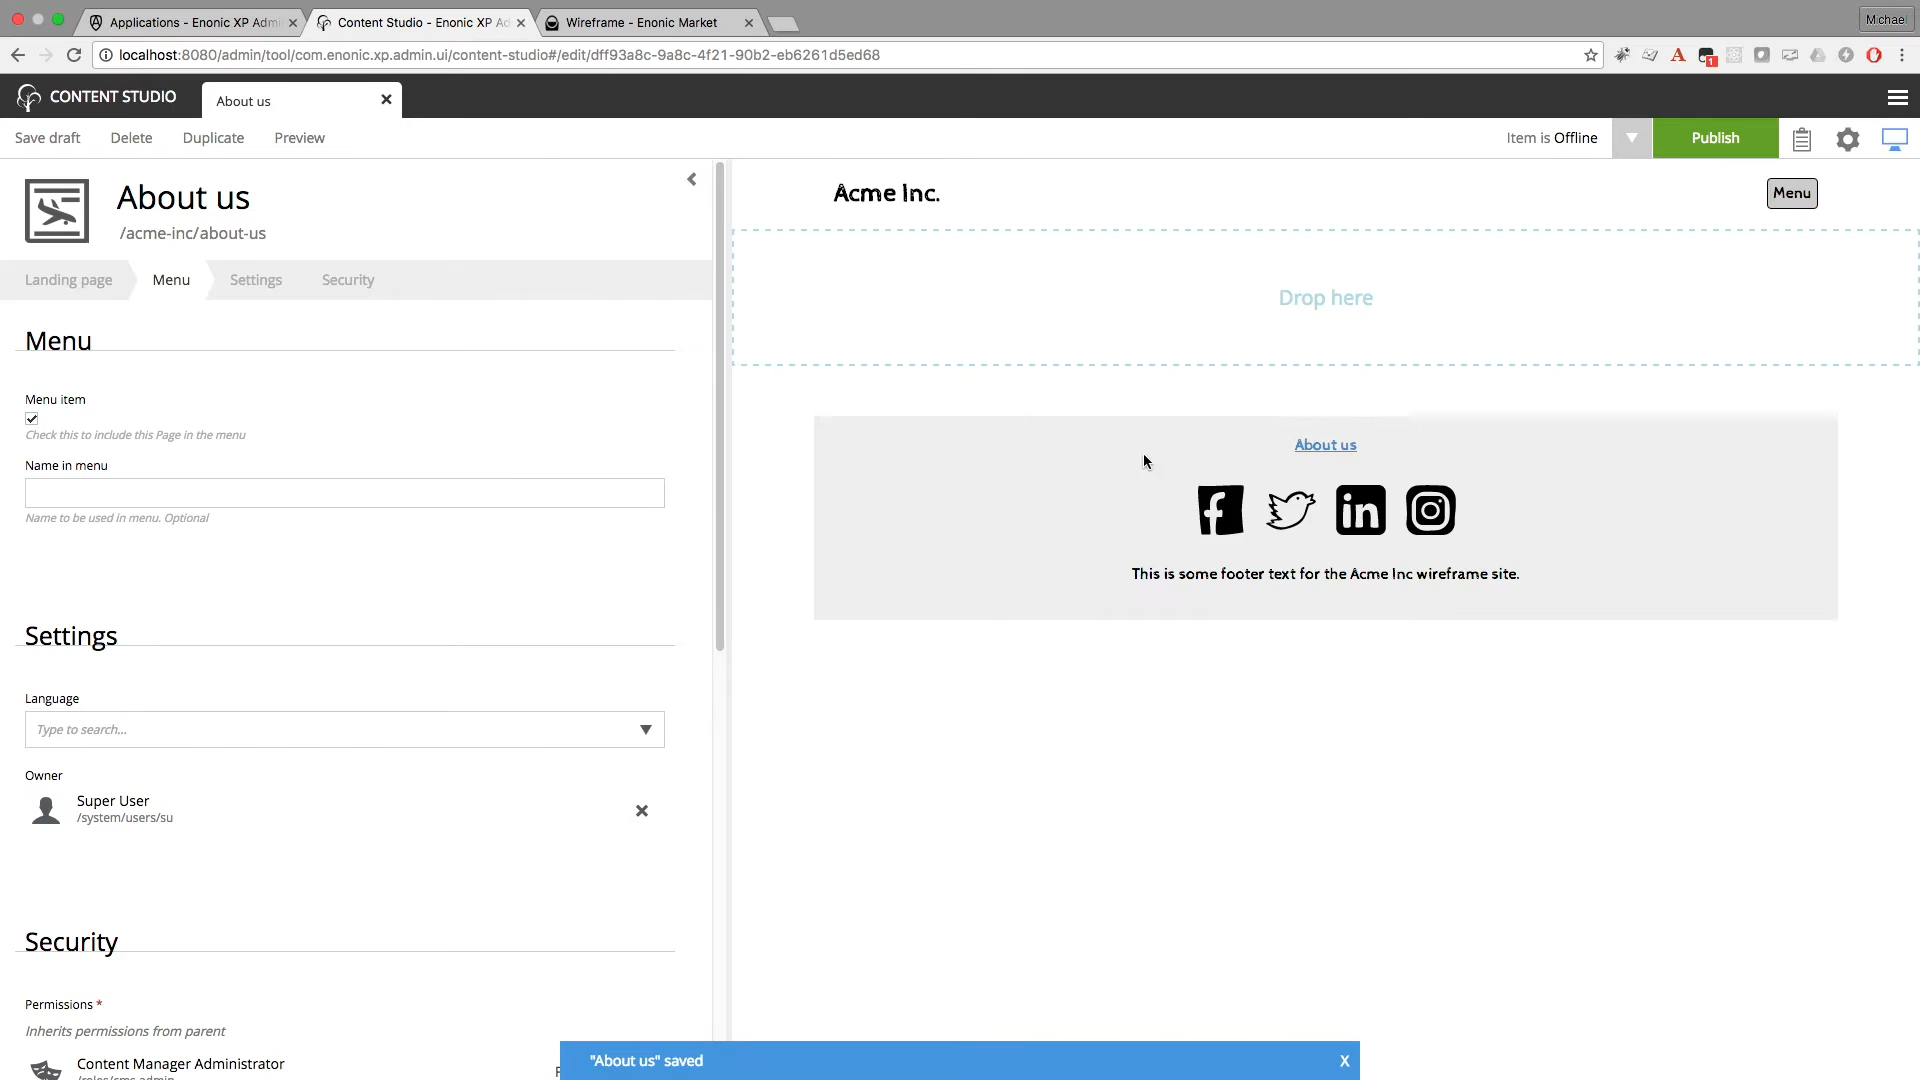 Applications - Enonic XP Admi
Content Studio - Enonic XP Ad
Wireframe - Enonic Market
Michael
localhost:8080/admin/tool/com.enonic.xp.admin.ui/content-studio#/edit/dff93a8c-9a8c-4f21-90b2-eb6261d5ed68
1
CONTENT STUDIO
About us
Save draft
Delete
Duplicate
Preview
Item is Offline
Publish
About us
/acme-inc/about-us
Landing page
Menu
Settings
Security
Menu
Menu item
Check this to include this Page in the menu
Name in menu
Name to be used in menu. Optional
Settings
Language
Type to search...
Owner
Super User
/system/users/su
Security
Permissions *
Inherits permissions from parent
Content Manager Administrator
Acme Inc.
Menu
Drop here
About us
This is some footer text for the Acme Inc wireframe site.
"About us" saved
X